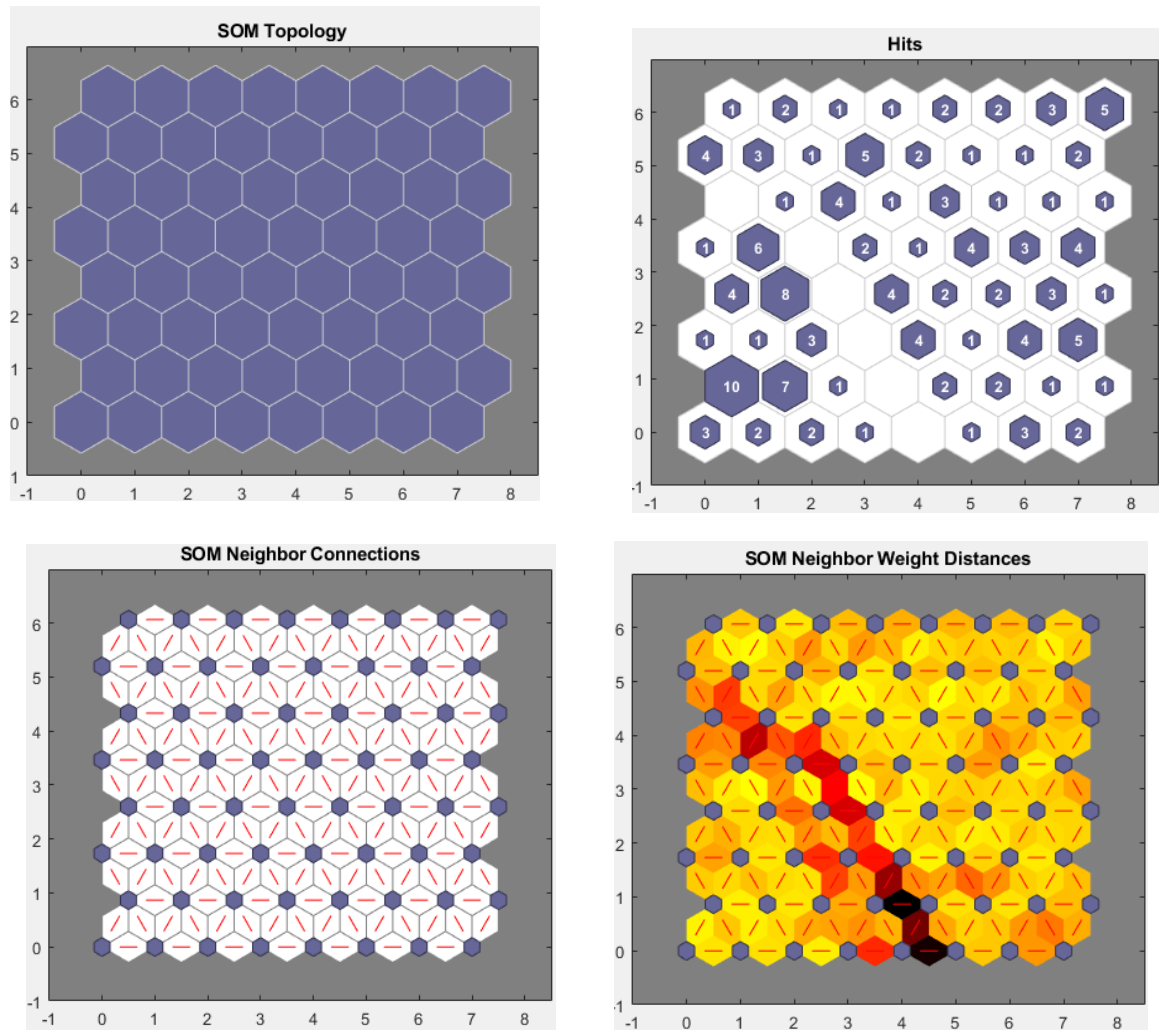 SOM Topology
6
5
4
3
2
1
0
1
-1 0 1 2 3 4 5 6 7 8
Hits
6
1 2 1 1 2 2 3 5
5
4 3 1 5 2 1 1 2
4
1 4 1 3 1 1 1
3
1 6 2 1 4 3 4
4 8 4 2 2 3 1
2
1 1 3 4 1 4 5
1
10 7 1 2 2 1 1
0
3 2 2 1 1 3 2
-1
-1 0 1 2 3 4 5 6 7 8
SOM Neighbor Connections
6
5
4
3
2
1
0
-1
-1 0 1 2 3 4 5 6 7 8
SOM Neighbor Weight Distances
6
5
4
3
2
1
0
-1
-1 0 1 2 3 4 5 6 7 8